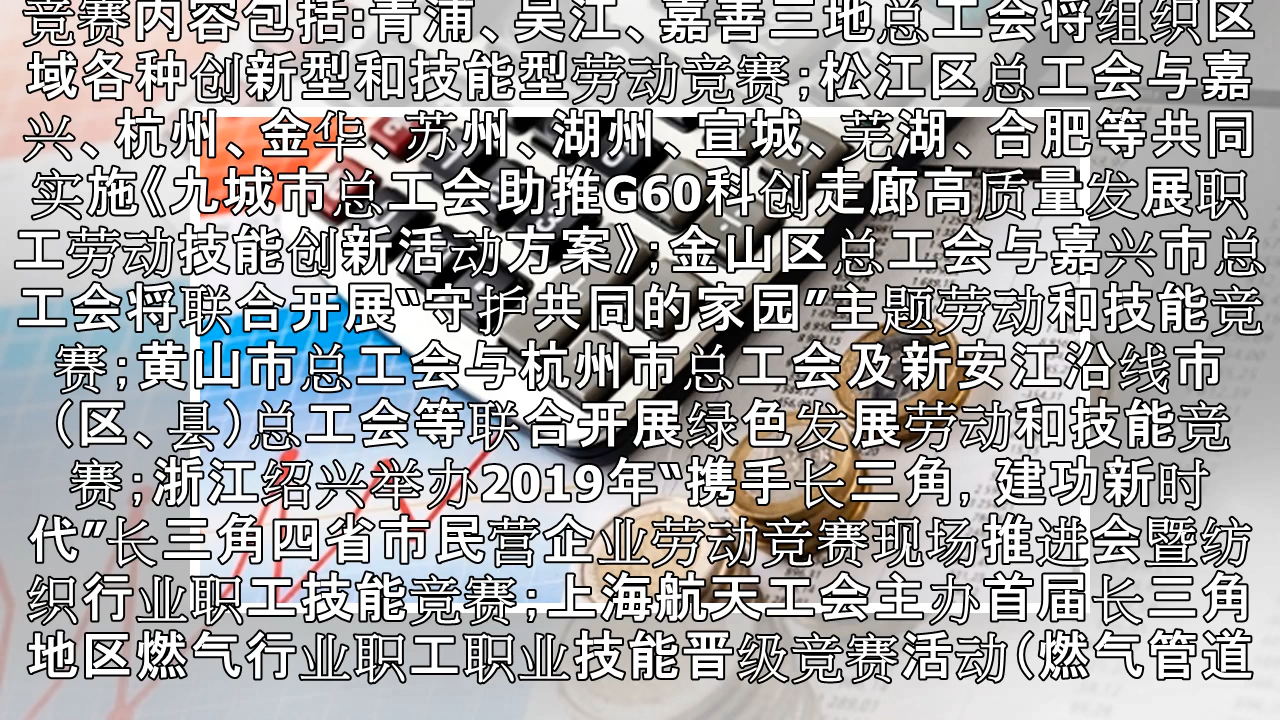 竞赛内容包括:青浦、吴江、嘉善三地总工会将组织区
域各种创新型和技能型劳动竞赛;松江区总工会与嘉
兴、杭州、金华、苏州、湖州、宣城、芜湖、合肥等共同
实施《九城市总工会助推G60科创走廊高质量发展职
工劳动技能创新活动方案》;金山区总工会与嘉兴市总
工会将联合开展“守护共同的家园”主题劳动和技能竞
赛;黄山市总工会与杭州市总工会及新安江沿线市
(区、县)总工会等联合开展绿色发展劳动和技能竞
赛;浙江绍兴举办2019年“携手长三角, 建功新时
代”长三角四省市民营企业劳动竞赛现场推进会暨纺
织行业职工技能竞赛;上海航天工会主办首届长三角
地区燃气行业职工职业技能晋级竞赛活动(燃气管道